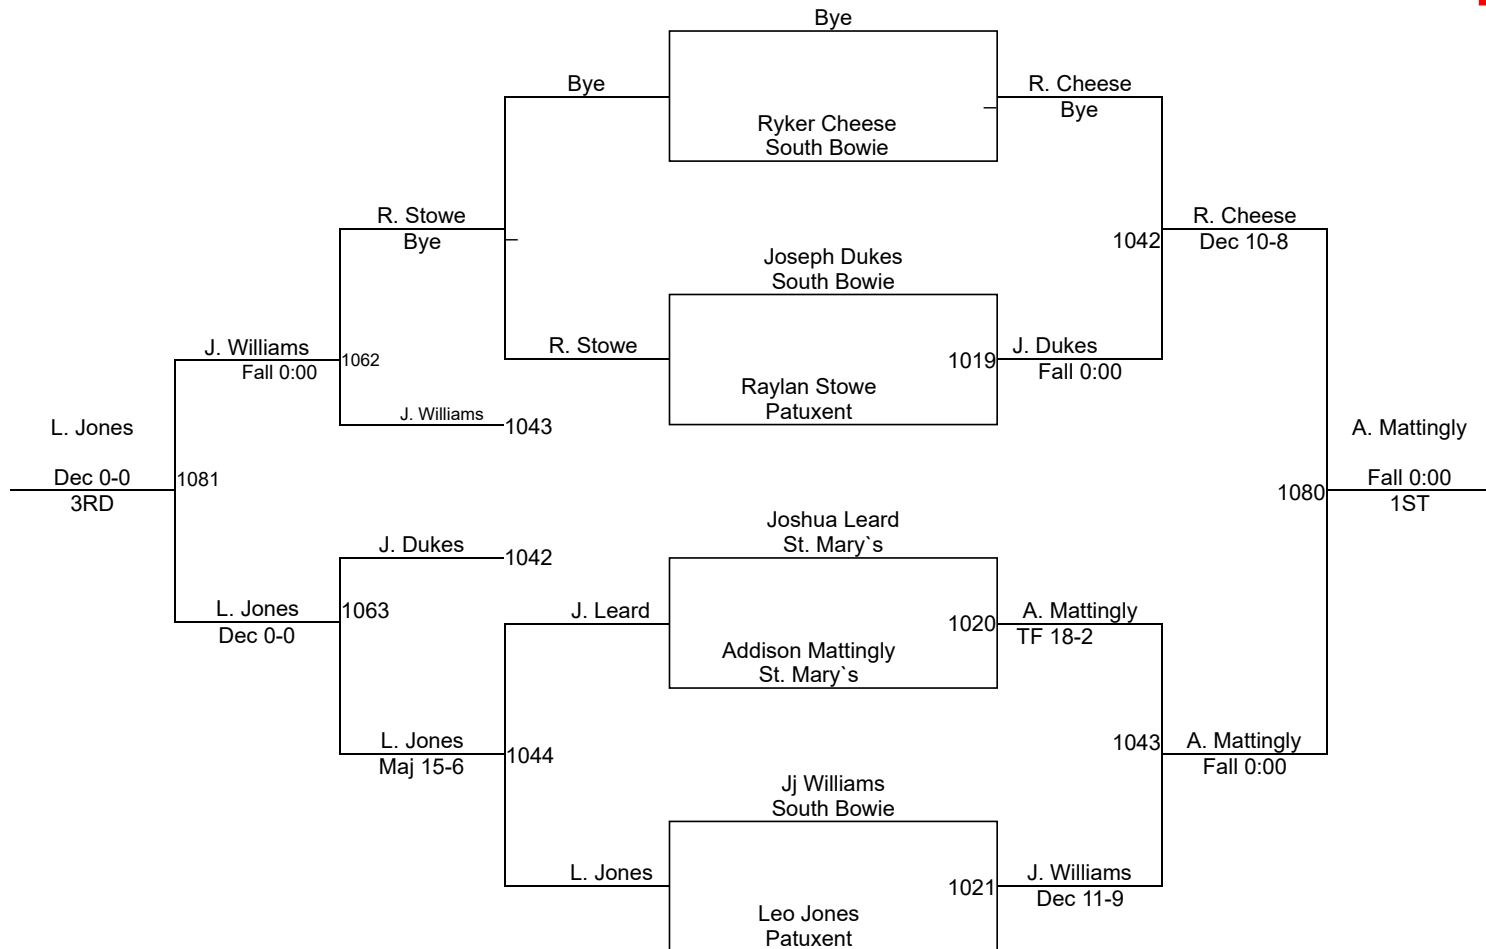 Bye
Bye
R. Cheese
Bye
Ryker Cheese
South Bowie
R. Stowe
Bye
R. Cheese
Dec 10-8
1042
Joseph Dukes
South Bowie
J. Williams
Fall 0:00
1062
R. Stowe
1019
J. Dukes
Fall 0:00
Raylan Stowe
Patuxent
J. Williams
1043
L. Jones
Dec 0-0
3RD
1081
A. Mattingly
Fall 0:00
1ST
1080
Joshua Leard
St. Mary`s
J. Dukes
1042
L. Jones
Dec 0-0
1063
J. Leard
1020
A. Mattingly
TF 18-2
Addison Mattingly
St. Mary`s
L. Jones
Maj 15-6
1044
1043
A. Mattingly
Fall 0:00
Jj Williams
South Bowie
L. Jones
1021
J. Williams
Dec 11-9
Leo Jones
Patuxent